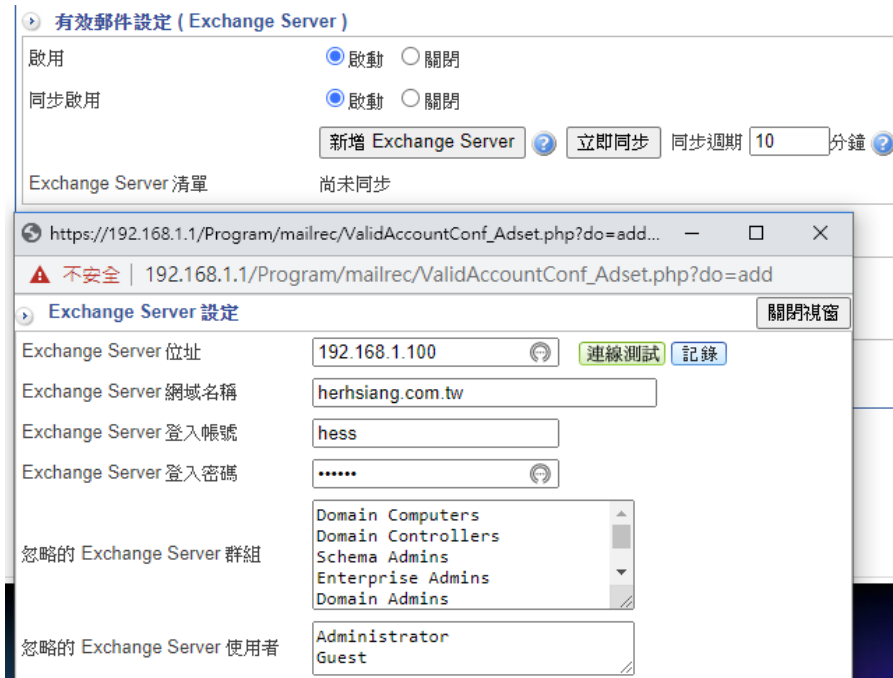 有效郵件設定 ( Exchange Server )
啟用 啟動 關閉
同步啟用 啟動 關閉
新增 Exchange Server ? 立即同步 同步週期 10 分鐘 ?
Exchange Server 清單 尚未同步
https://192.168.1.1/Program/mailrec/ValidAccountConf_Adset.php?do=add...
不安全 | 192.168.1.1/Program/mailrec/ValidAccountConf_Adset.php?do=add
Exchange Server 設定 關閉視窗
Exchange Server 位址 192.168.1.100 連線測試 記錄
Exchange Server 網域名稱 herhsiang.com.tw
Exchange Server 登入帳號 hess
Exchange Server 登入密碼 ••••••
忽略的 Exchange Server 群組
Domain Computers
Domain Controllers
Schema Admins
Enterprise Admins
Domain Admins
忽略的 Exchange Server 使用者
Administrator
Guest